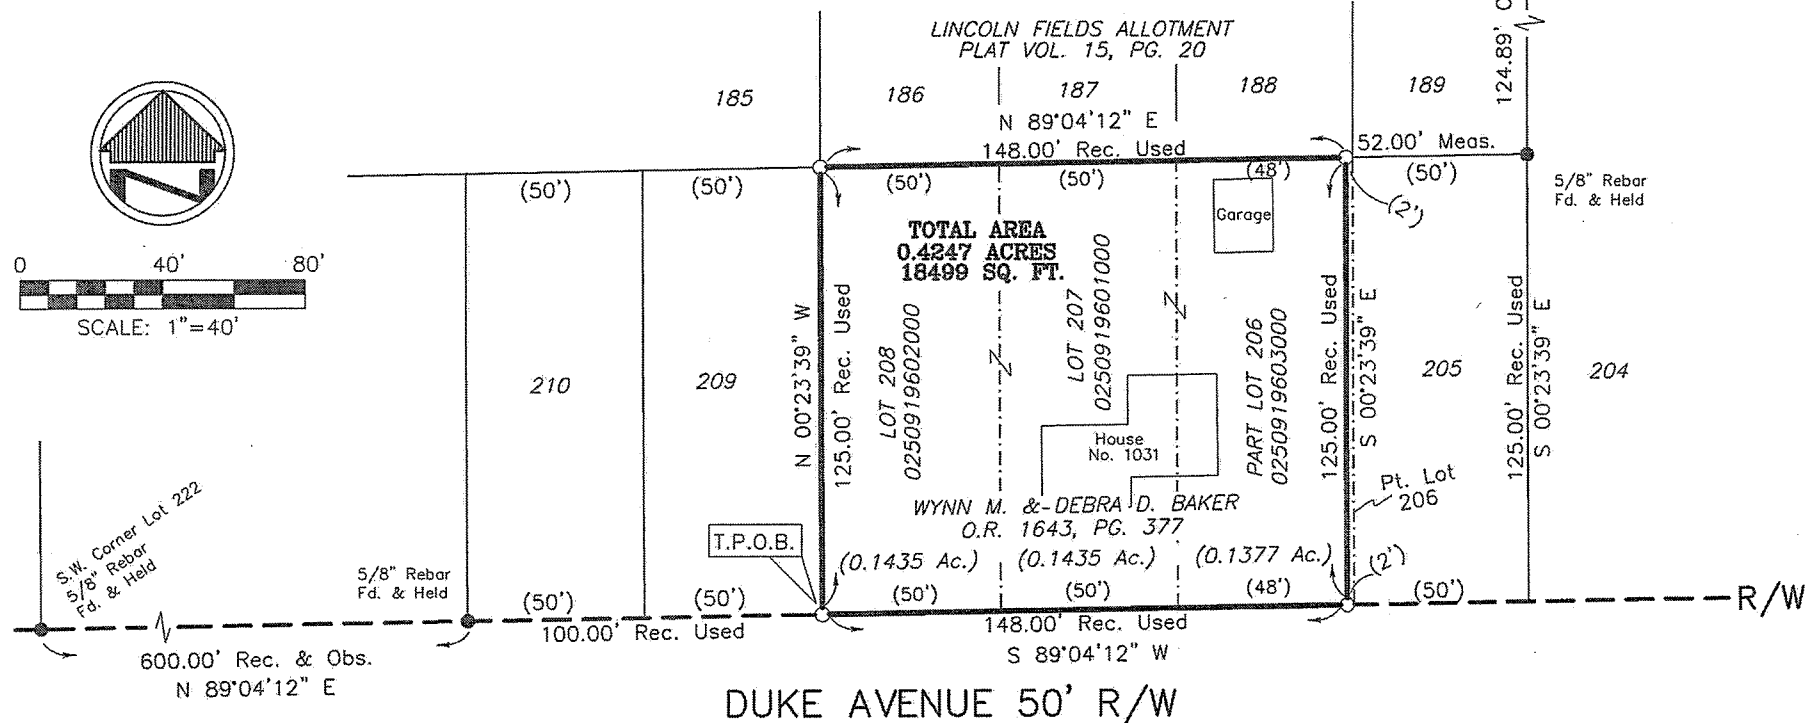 LINCOLN FIELDS ALLOTMENT
PLAT VOL. 15, PG. 20
124.89'
185
186
187
188
189
N 89°04'12" E
148.00' Rec. Used
52.00' Meas.
(50')
(50')
(50')
(50')
(48')
(50')
(2')
5/8" Rebar
Fd. & Held
Garage
TOTAL AREA
0.4247 ACRES
18499 SQ. FT.
0
40'
80'
SCALE: 1"=40'
N 00°23'39" W
125.00' Rec. Used
LOT 208
0250919602000
LOT 207
0250919601000
PART LOT 206
0250919603000
125.00' Rec. Used
S 00°23'39" E
125.00' Rec. Used
S 00°23'39" E
210
209
205
204
House
No. 1031
Pt. Lot
206
WYNN M. & DEBRA D. BAKER
O.R. 1643, PG. 377
T.P.O.B.
(0.1435 Ac.)
(0.1435 Ac.)
(0.1377 Ac.)
(2')
S.W. Corner Lot 222
5/8" Rebar
Fd. & Held
5/8" Rebar
Fd. & Held
(50')
(50')
(50')
(50')
(48')
(50')
R/W
100.00' Rec. Used
148.00' Rec. Used
600.00' Rec. & Obs.
N 89°04'12" E
S 89°04'12" W
DUKE AVENUE 50' R/W